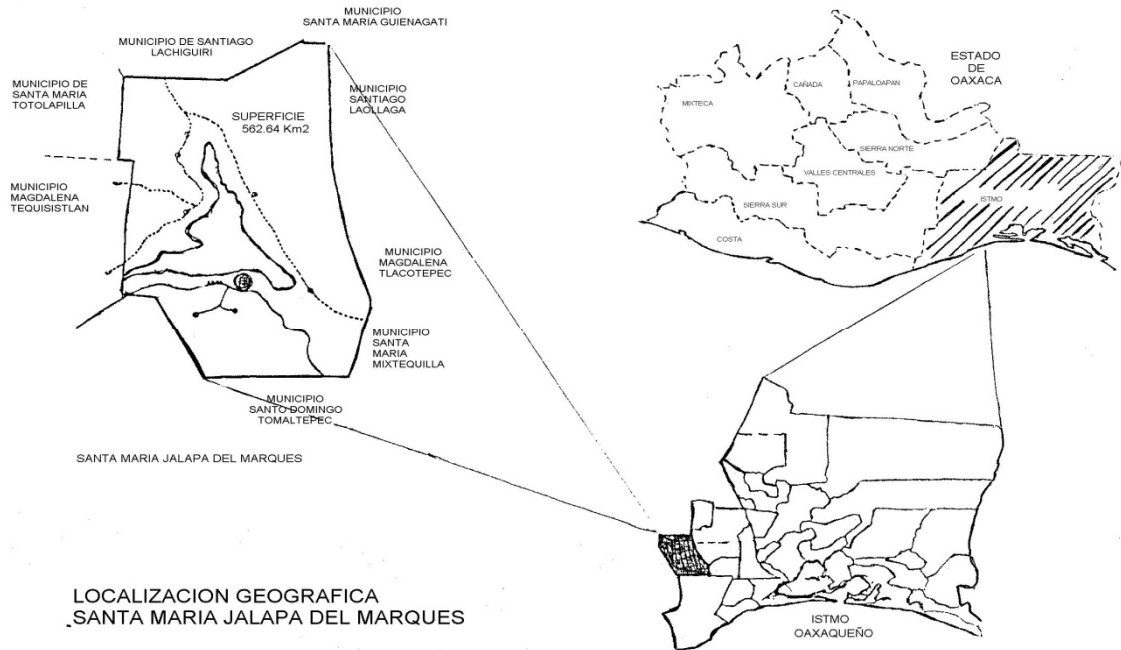 MUNICIPIO
SANTA MARIA GUIENAGATI
MUNICIPIO DE SANTIAGO
LACHIGUIRI
MUNICIPIO DE
SANTA MARIA
TOTOLAPILLA
SUPERFICIE
562.64 Km2
MUNICIPIO
SANTIAGO
LAOLLAGA
MUNICIPIO
MAGDALENA
TEQUISISTLAN
MUNICIPIO
MAGDALENA
TLACOTEPEC
MUNICIPIO
SANTA
MARIA
MIXTEQUILLA
MUNICIPIO
SANTO DOMINGO
TOMALTEPEC
SANTA MARIA JALAPA DEL MARQUES
ESTADO
DE
OAXACA
MIXTECA
CAÑADA
PAPALOAPAN
SIERRA NORTE
VALLES CENTRALES
ISTMO
SIERRA SUR
COSTA
ISTMO
OAXAQUEÑO
LOCALIZACION GEOGRAFICA
SANTA MARIA JALAPA DEL MARQUES